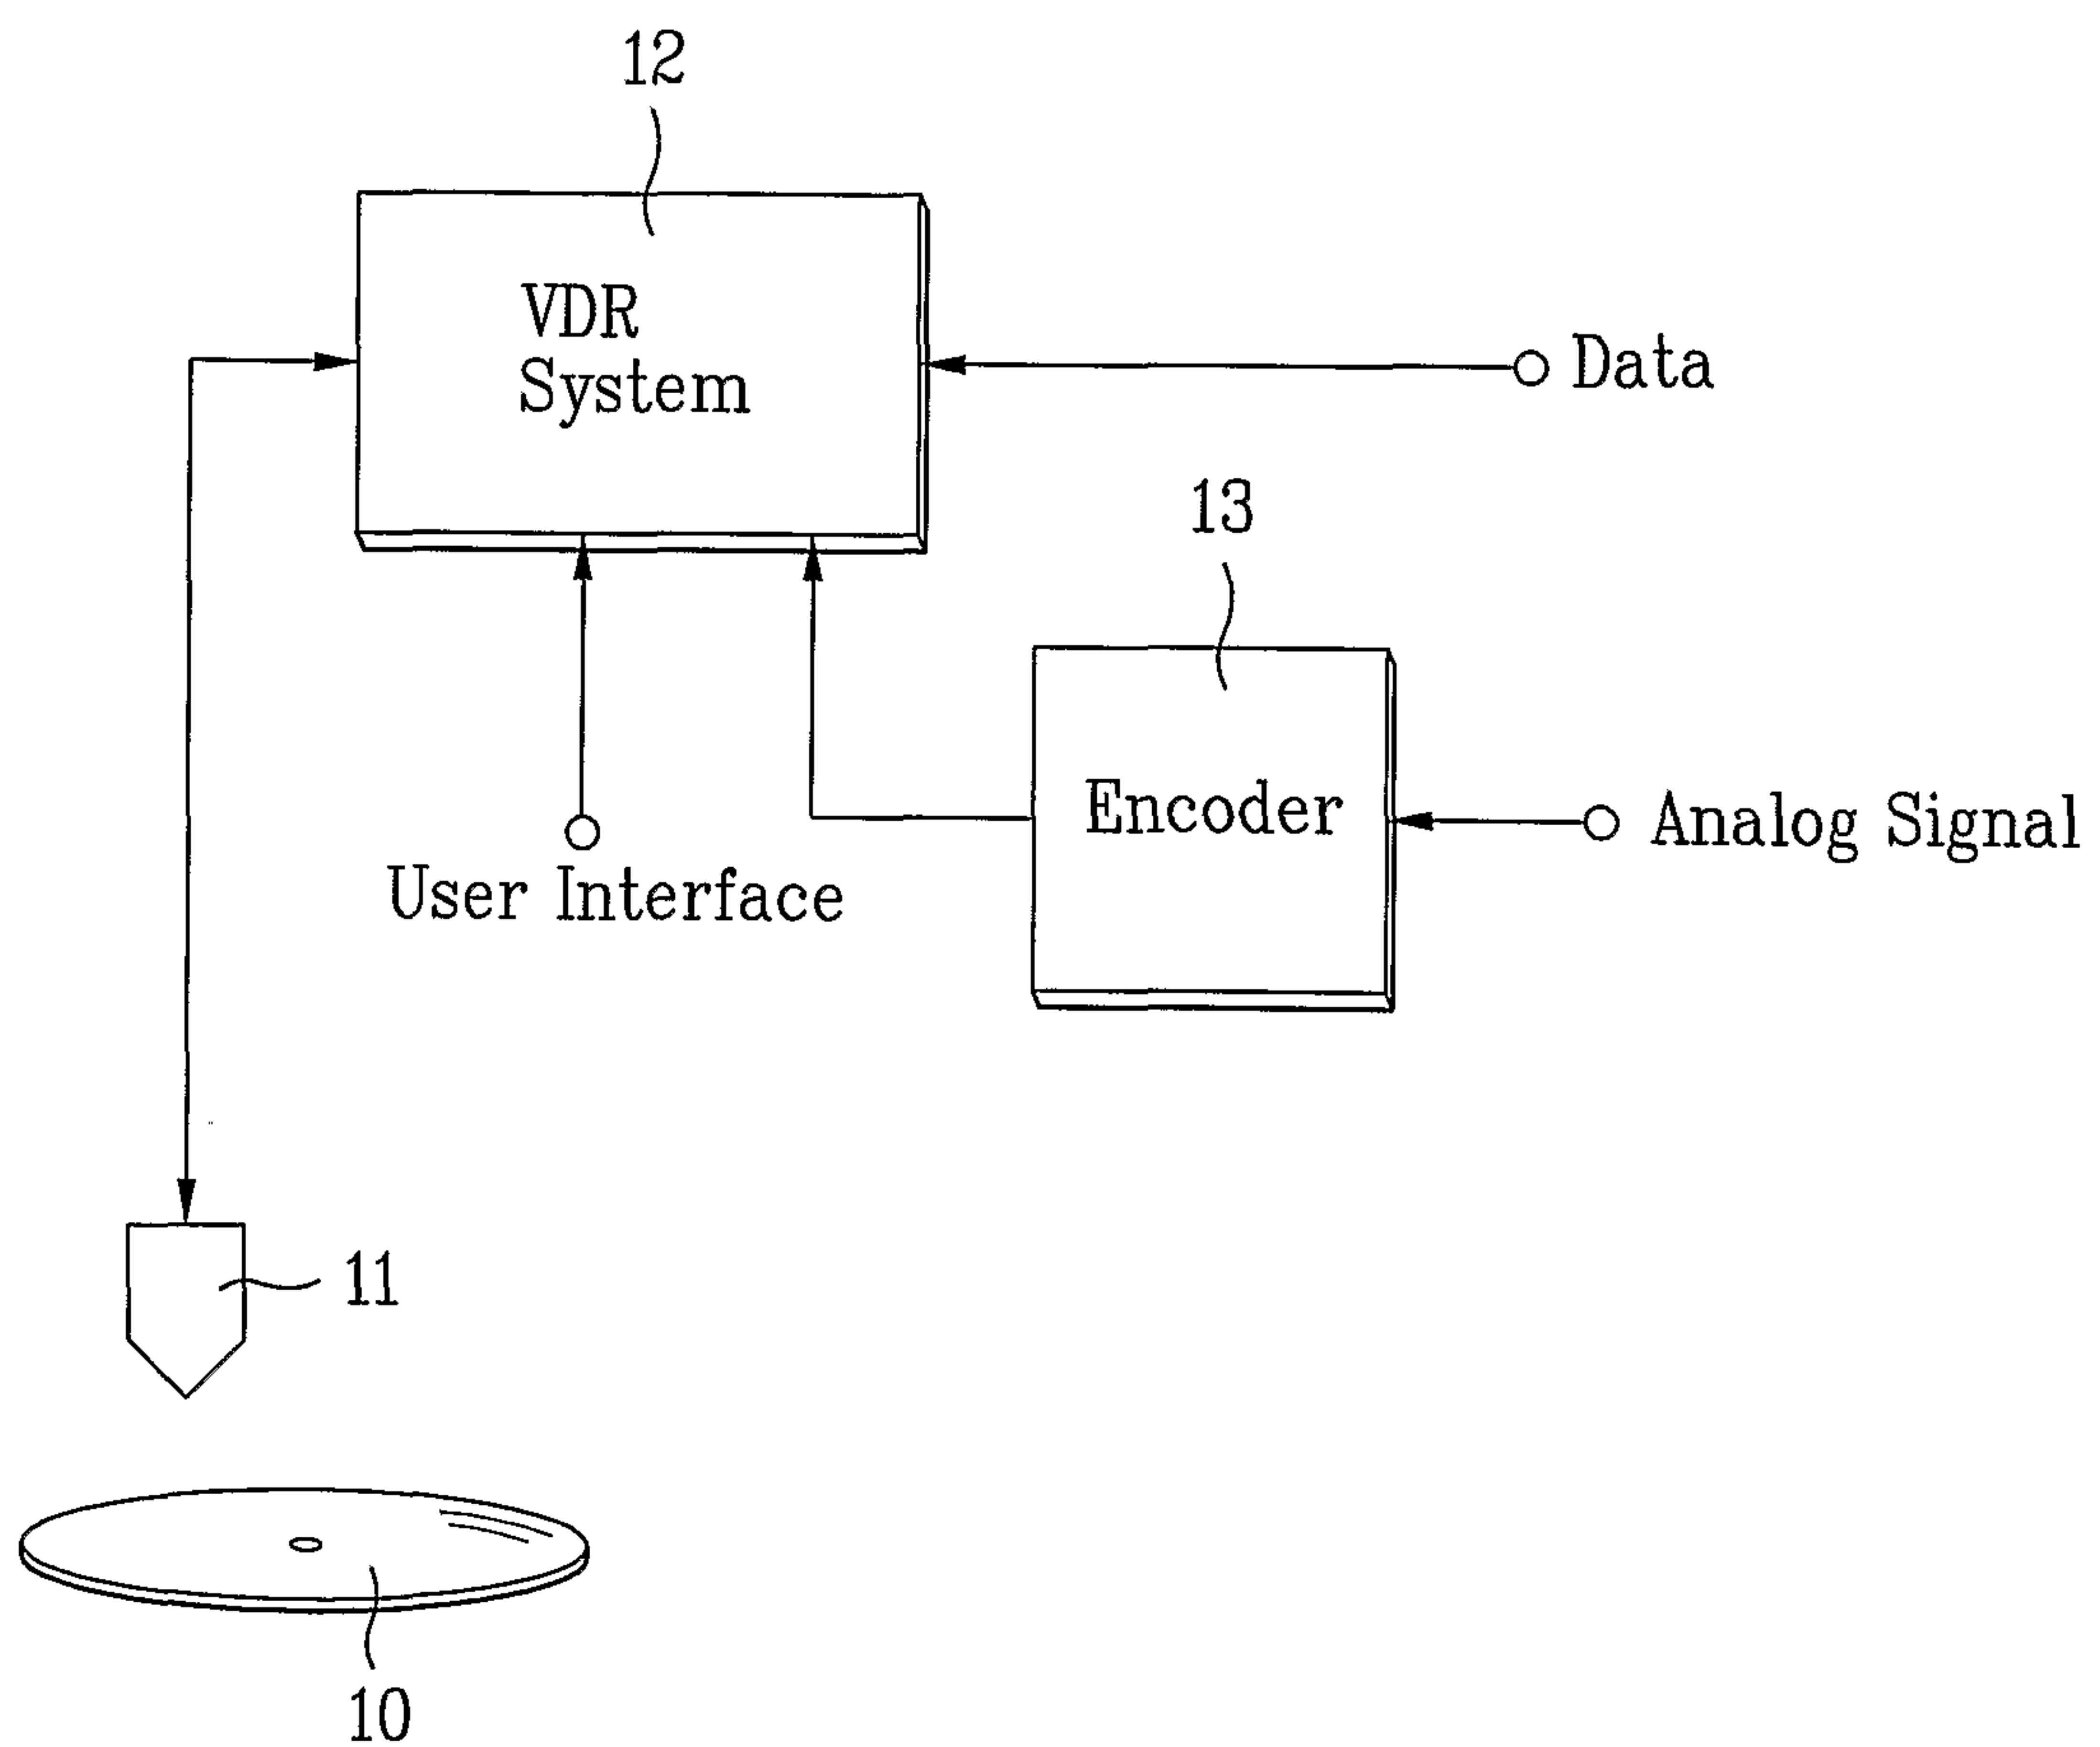 12
VDR
System
Data
13
Encoder
Analog Signal
User Interface
11
10